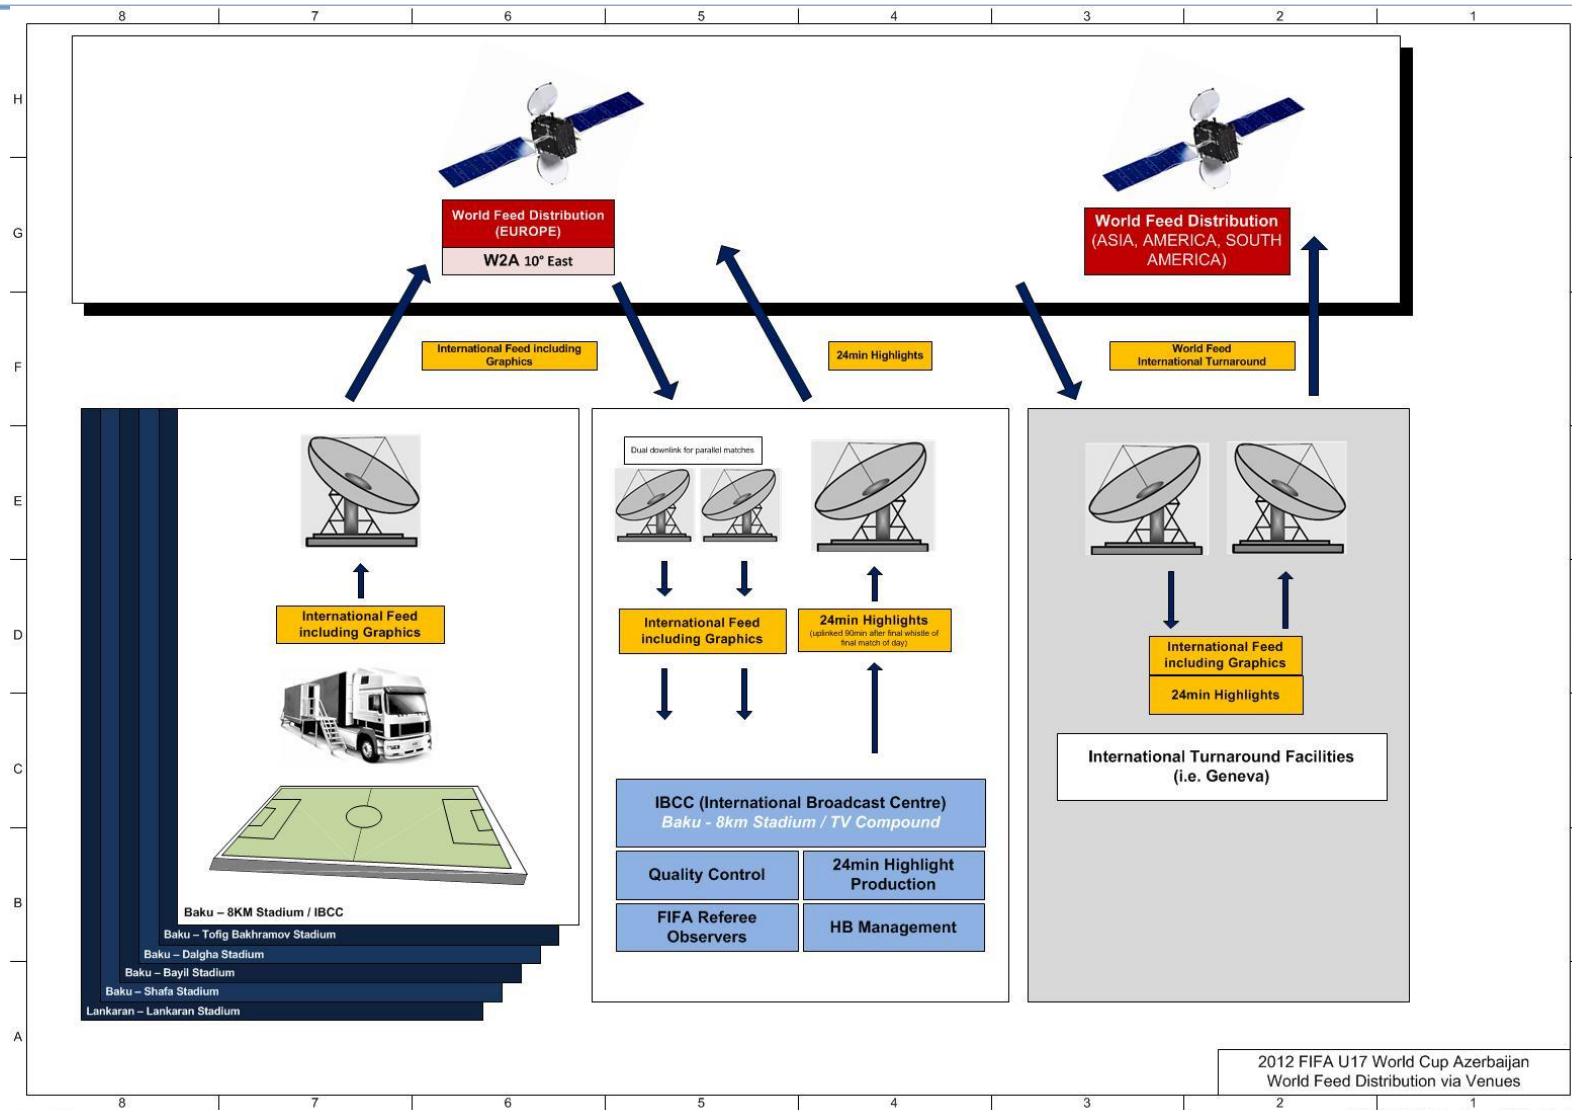 8 7 6 5 4 3 2 1
H
World Feed Distribution
(EUROPE)
W2A 10° East
World Feed Distribution
(ASIA, AMERICA, SOUTH
AMERICA)
G
F
International Feed including
Graphics
24min Highlights
World Feed
International Turnaround
E
Dual downlink for parallel matches
D
International Feed
including Graphics
International Feed
including Graphics
24min Highlights
(uplinked 90min after final whistle of
final match of day)
International Feed
including Graphics
24min Highlights
C
International Turnaround Facilities
(i.e. Geneva)
IBCC (International Broadcast Centre)
Baku - 8km Stadium / TV Compound
Quality Control
24min Highlight
Production
FIFA Referee
Observers
HB Management
B
Baku – 8KM Stadium / IBCC
Baku – Tofig Bakhramov Stadium
Baku – Dalgha Stadium
Baku – Bayil Stadium
Baku – Shafa Stadium
Lankaran – Lankaran Stadium
A
2012 FIFA U17 World Cup Azerbaijan
World Feed Distribution via Venues
8 7 6 5 4 3 2 1